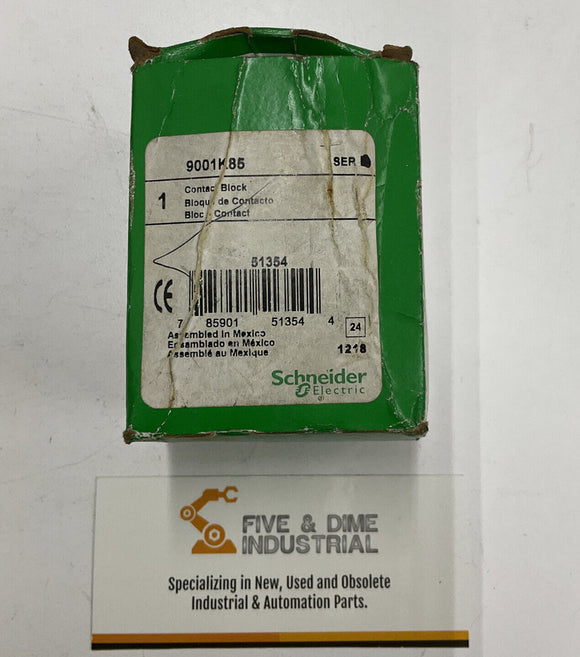 9001K85 SER
1
Contact Block
Bloque de Contacto
Bloc - Contact
51354
CE
7 85901 51354 4 24
Assembled in Mexico
Ensamblado en México
Assemblé au Mexique
1218
Schneider
Electric
FIVE & DIME
INDUSTRIAL
Specializing in New, Used and Obsolete
Industrial & Automation Parts.